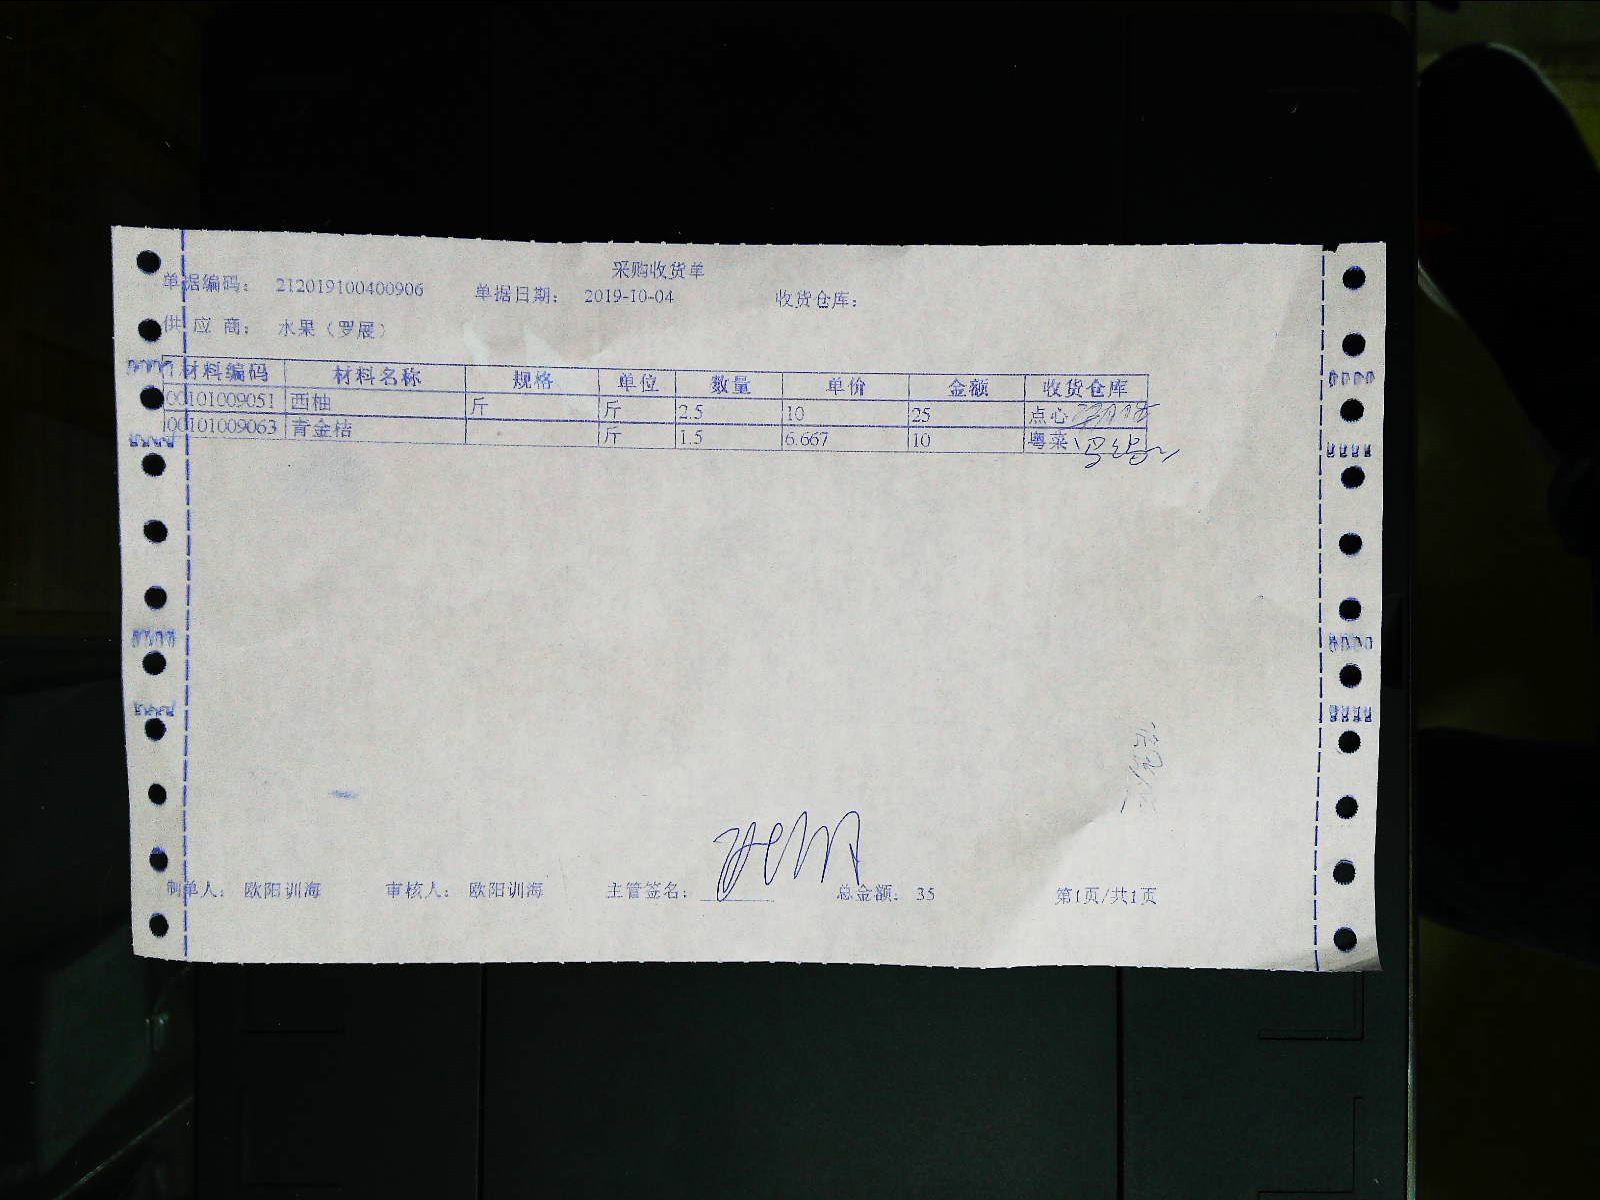 采购收货单
单据编码: 212019100400906 单据日期: 2019-10-04 收货仓库:
供应商: 水果(罗展)
材料编码 材料名称 规格 单位 数量 单价 金额 收货仓库
00101009051 西柚 斤 斤 2.5 10 25 点心
00101009063 青金桔 斤 1.5 6.667 10 粤菜
制单人: 欧阳训海 审核人: 欧阳训海 主管签名: 总金额: 35 第1页/共1页